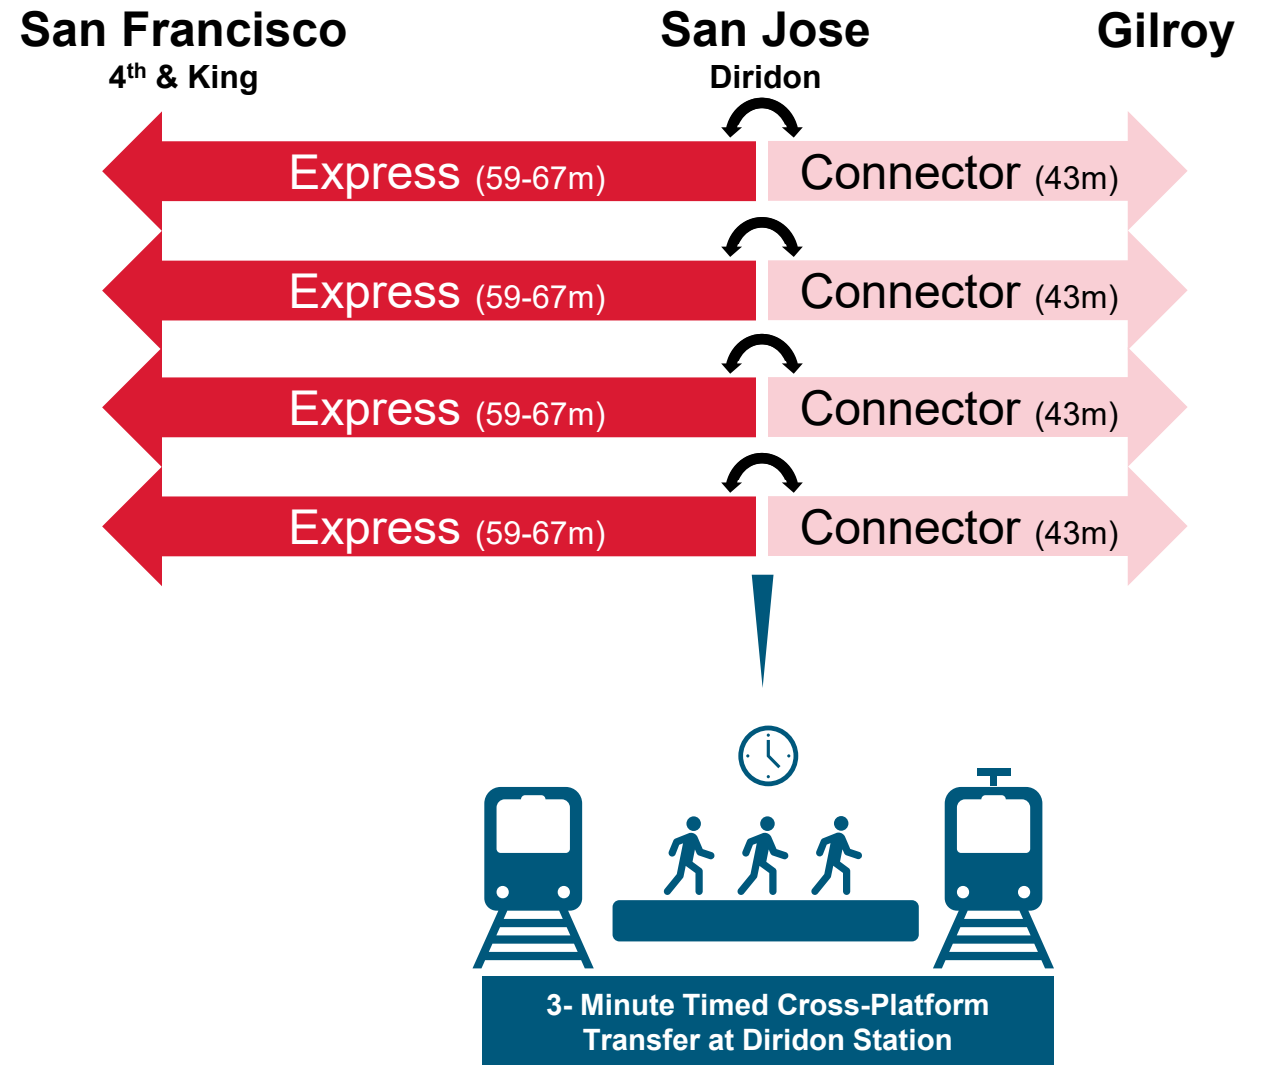 San Francisco
4th & King
San Jose
Diridon
Gilroy
Express (59-67m)
Connector (43m)
Express (59-67m)
Connector (43m)
Express (59-67m)
Connector (43m)
Express (59-67m)
Connector (43m)
3- Minute Timed Cross-Platform
Transfer at Diridon Station